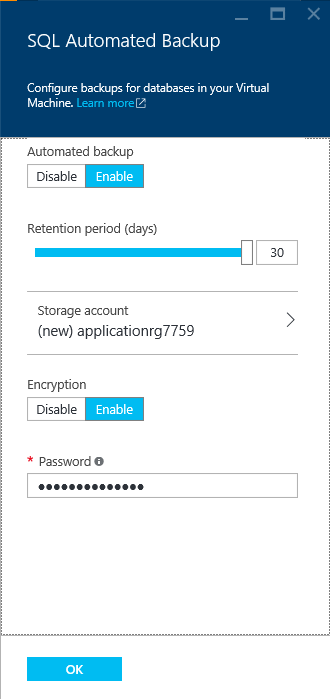 SQL Automated Backup
Configure backups for databases in your Virtual
Machine. Learn more
Automated backup
Disable Enable
Retention period (days)
30
Storage account
(new) applicationrg7759
Encryption
Disable Enable
* Password
••••••••••••••
OK